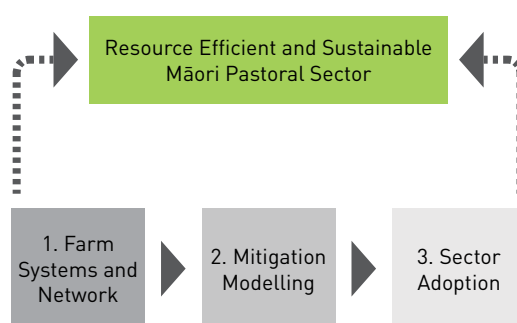 Resource Efficient and Sustainable
Māori Pastoral Sector
1. Farm
Systems and
Network
2. Mitigation
Modelling
3. Sector
Adoption